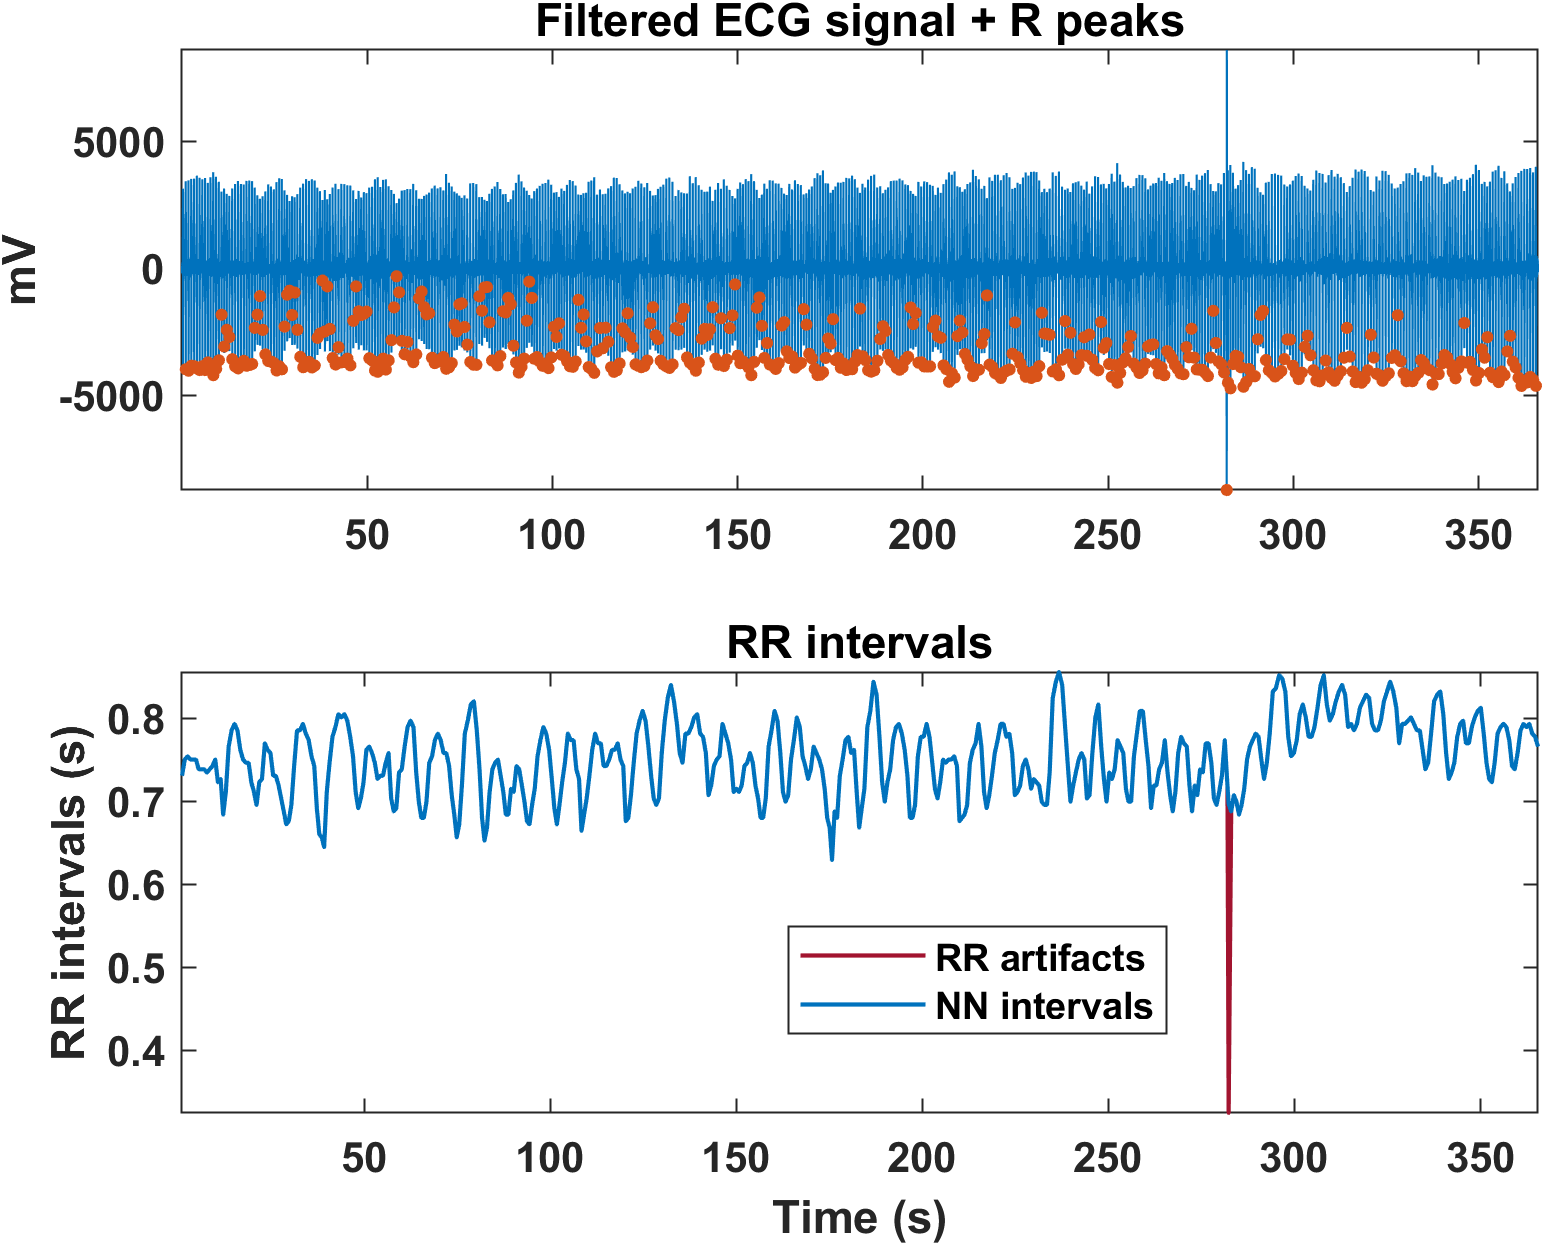 Filtered ECG signal + R peaks
mV
5000
0
-5000
50 100 150 200 250 300 350
RR intervals
RR intervals (s)
0.8
0.7
0.6
0.5
0.4
RR artifacts
NN intervals
50 100 150 200 250 300 350
Time (s)